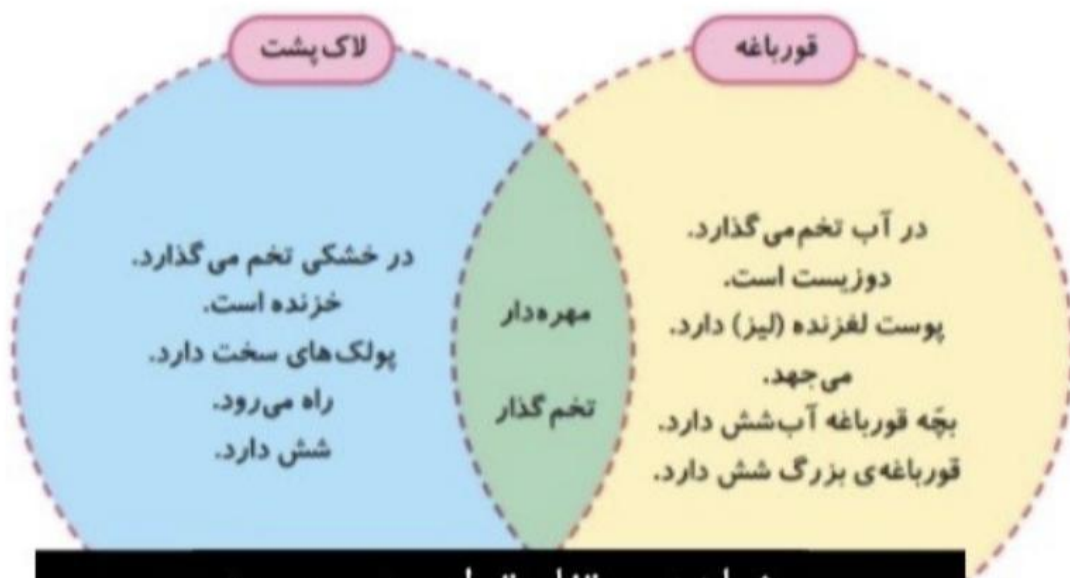 قورباغه
در آب تخم می‌گذارد.
دوزیست است.
پوست لغزنده (لیز) دارد.
می‌جهد.
بچّه قورباغه آب‌شش دارد.
قورباغه‌ی بزرگ شش دارد.
مهره‌دار
تخم‌گذار
لاک‌پشت
در خشکی تخم می‌گذارد.
خزنده است.
پولک‌های سخت دارد.
راه می‌رود.
شش دارد.